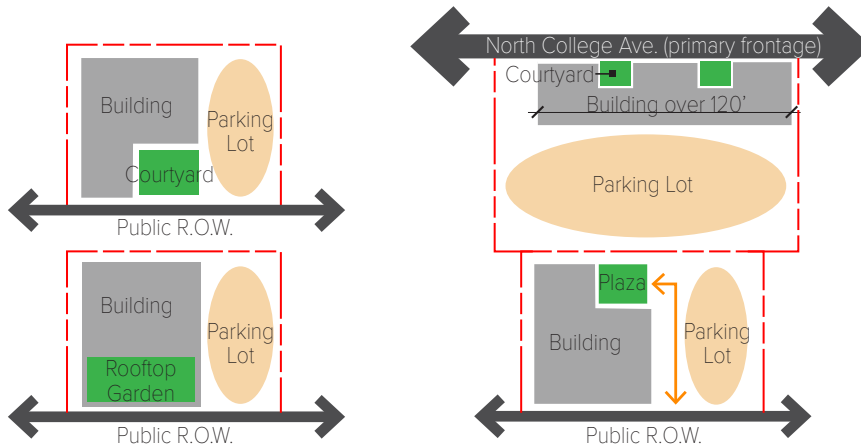 Building
Parking
Lot
Courtyard
Public R.O.W.
North College Ave. (primary frontage)
Courtyard
Building over 120’
Parking Lot
Building
Parking
Lot
Rooftop
Garden
Public R.O.W.
Plaza
Building
Parking
Lot
Public R.O.W.